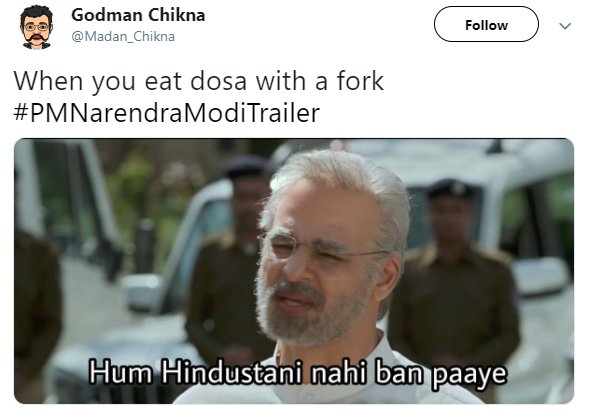 Godman Chikna
@Madan_Chikna
Follow
When you eat dosa with a fork
#PMNarendraModiTrailer
Hum Hindustani nahi ban paaye